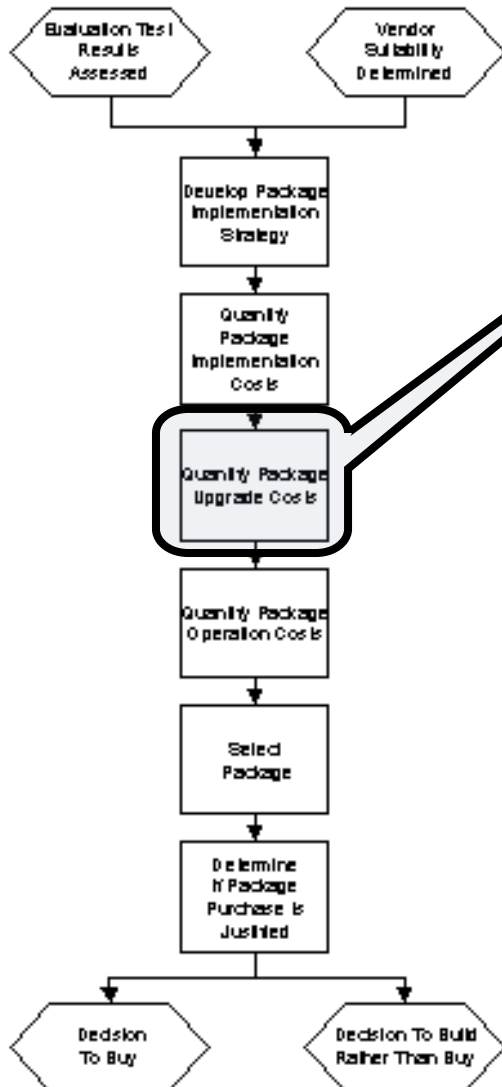 Evaluation Test
Results
Assessed
Vendor
Suitability
Determined
Develop Package
Implementation
Strategy
Quantify
Package
Implementation
Costs
Quantify Package
Upgrade Costs
Quantify Package
Operation Costs
Select
Package
Determine
If Package
Purchase Is
Justified
Decision
To Buy
Decision To Build
Rather Than Buy